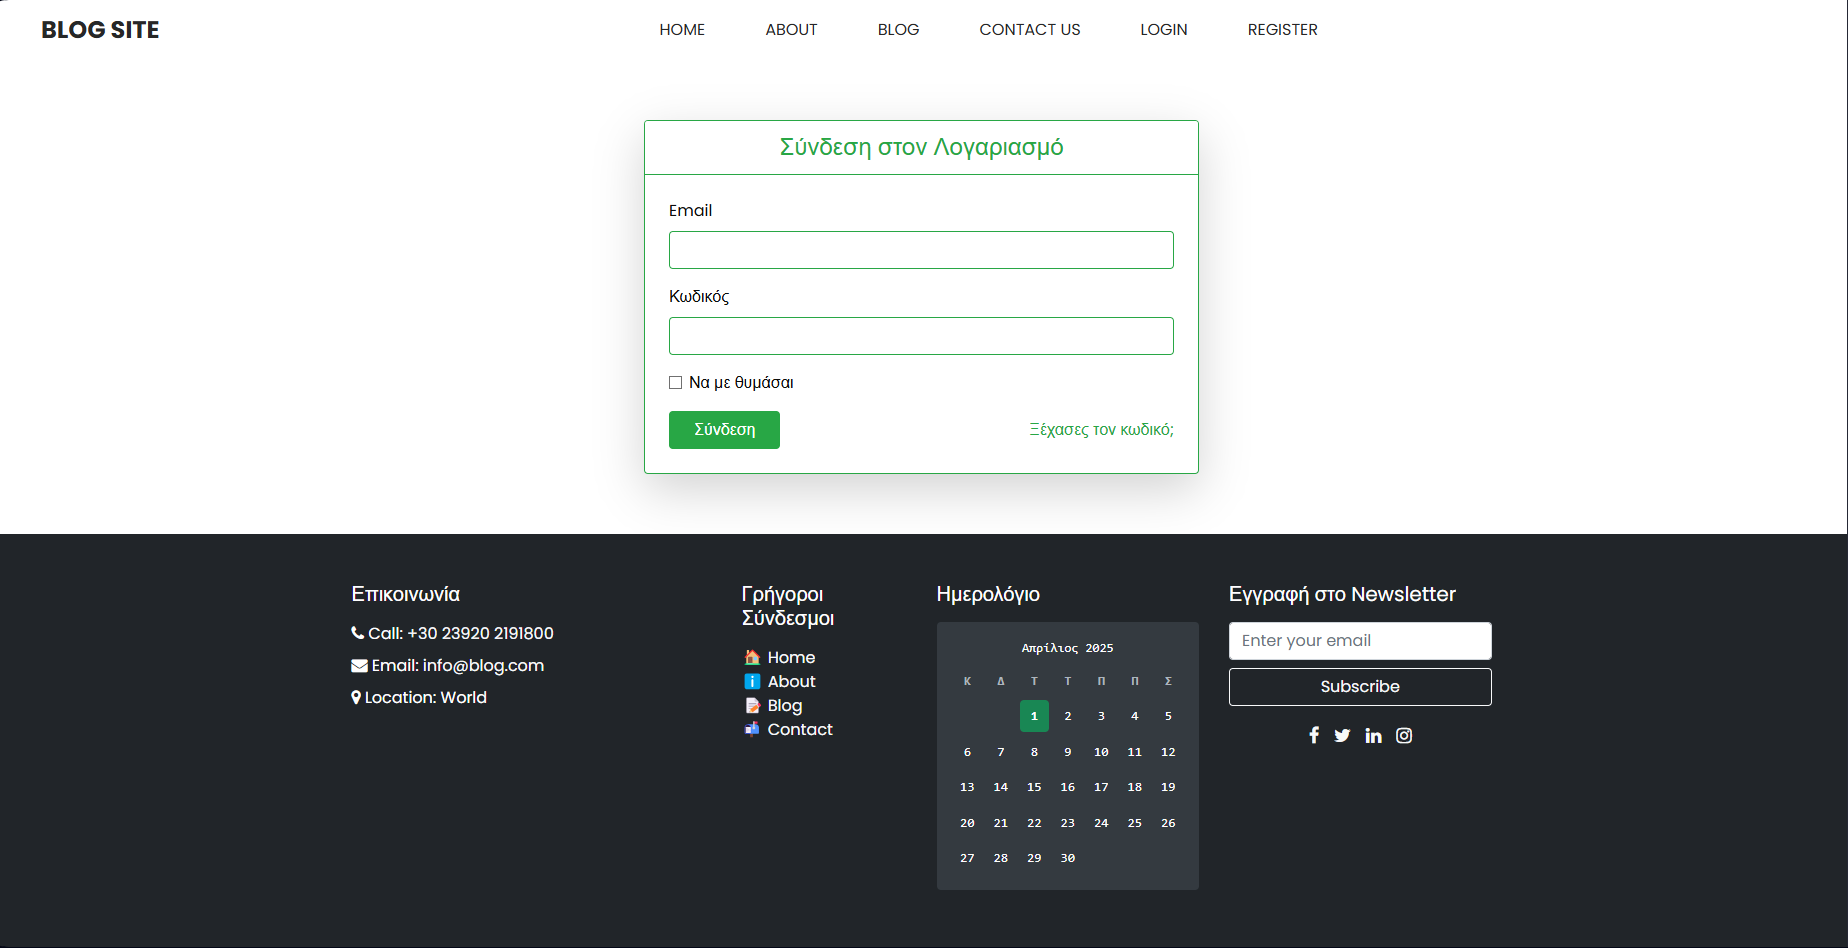 BLOG SITE
HOME ABOUT BLOG CONTACT US LOGIN REGISTER
Σύνδεση στον Λογαριασμό
Email
Κωδικός
Να με θυμάσαι
Σύνδεση Ξέχασες τον κωδικό;
Επικοινωνία
Call: +30 23920 2191800
Email: info@blog.com
Location: World
Γρήγοροι
Σύνδεσμοι
Home
About
Blog
Contact
Ημερολόγιο
Απρίλιος 2025
Κ Δ Τ Τ Π Π Σ
1 2 3 4 5
6 7 8 9 10 11 12
13 14 15 16 17 18 19
20 21 22 23 24 25 26
27 28 29 30
Εγγραφή στο Newsletter
Enter your email
Subscribe